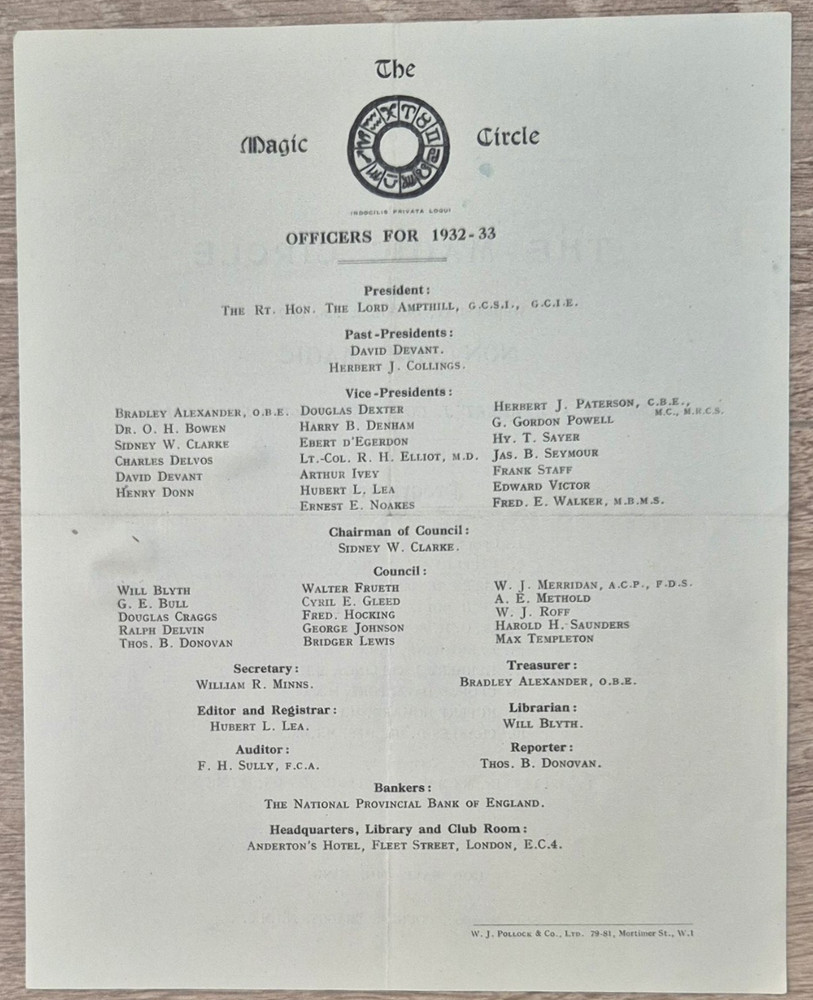 The
Magic Circle
INDOCILIS PRIVATA LOQUI
OFFICERS FOR 1932-33
President:
THE RT. HON. THE LORD AMPTHILL, G.C.S.I., G.C.I.E.
Past-Presidents:
DAVID DEVANT.
HERBERT J. COLLINGS.
Vice-Presidents:
BRADLEY ALEXANDER, O.B.E.
DR. O. H. BOWEN
SIDNEY W. CLARKE
CHARLES DELVOS
DAVID DEVANT
HENRY DONN
DOUGLAS DEXTER
HARRY B. DENHAM
EBERT D'EGERDON
LT.-COL. R. H. ELLIOT, M.D.
ARTHUR IVEY
HUBERT L. LEA
ERNEST E. NOAKES
HERBERT J. PATERSON, C.B.E.,
M.C., M.R.C.S.
G. GORDON POWELL
HY. T. SAYER
JAS. B. SEYMOUR
FRANK STAFF
EDWARD VICTOR
FRED. E. WALKER, M.B.M.S.
Chairman of Council:
SIDNEY W. CLARKE.
Council:
WILL BLYTH
G. E. BULL
DOUGLAS CRAGGS
RALPH DELVIN
THOS. B. DONOVAN
WALTER FRUETH
CYRIL E. GLEED
FRED. HOCKING
GEORGE JOHNSON
BRIDGER LEWIS
W. J. MERRIDAN, A.C.P., F.D.S.
A. E. METHOLD
W. J. ROFF
HAROLD H. SAUNDERS
MAX TEMPLETON
Secretary:
WILLIAM R. MINNS.
Treasurer:
BRADLEY ALEXANDER, O.B.E.
Editor and Registrar:
HUBERT L. LEA.
Librarian:
WILL BLYTH.
Auditor:
F. H. SULLY, F.C.A.
Reporter:
THOS. B. DONOVAN.
Bankers:
THE NATIONAL PROVINCIAL BANK OF ENGLAND.
Headquarters, Library and Club Room:
ANDERTON'S HOTEL, FLEET STREET, LONDON, E.C.4.
W. J. POLLOCK & CO., LTD. 79-81, Mortimer St., W.1